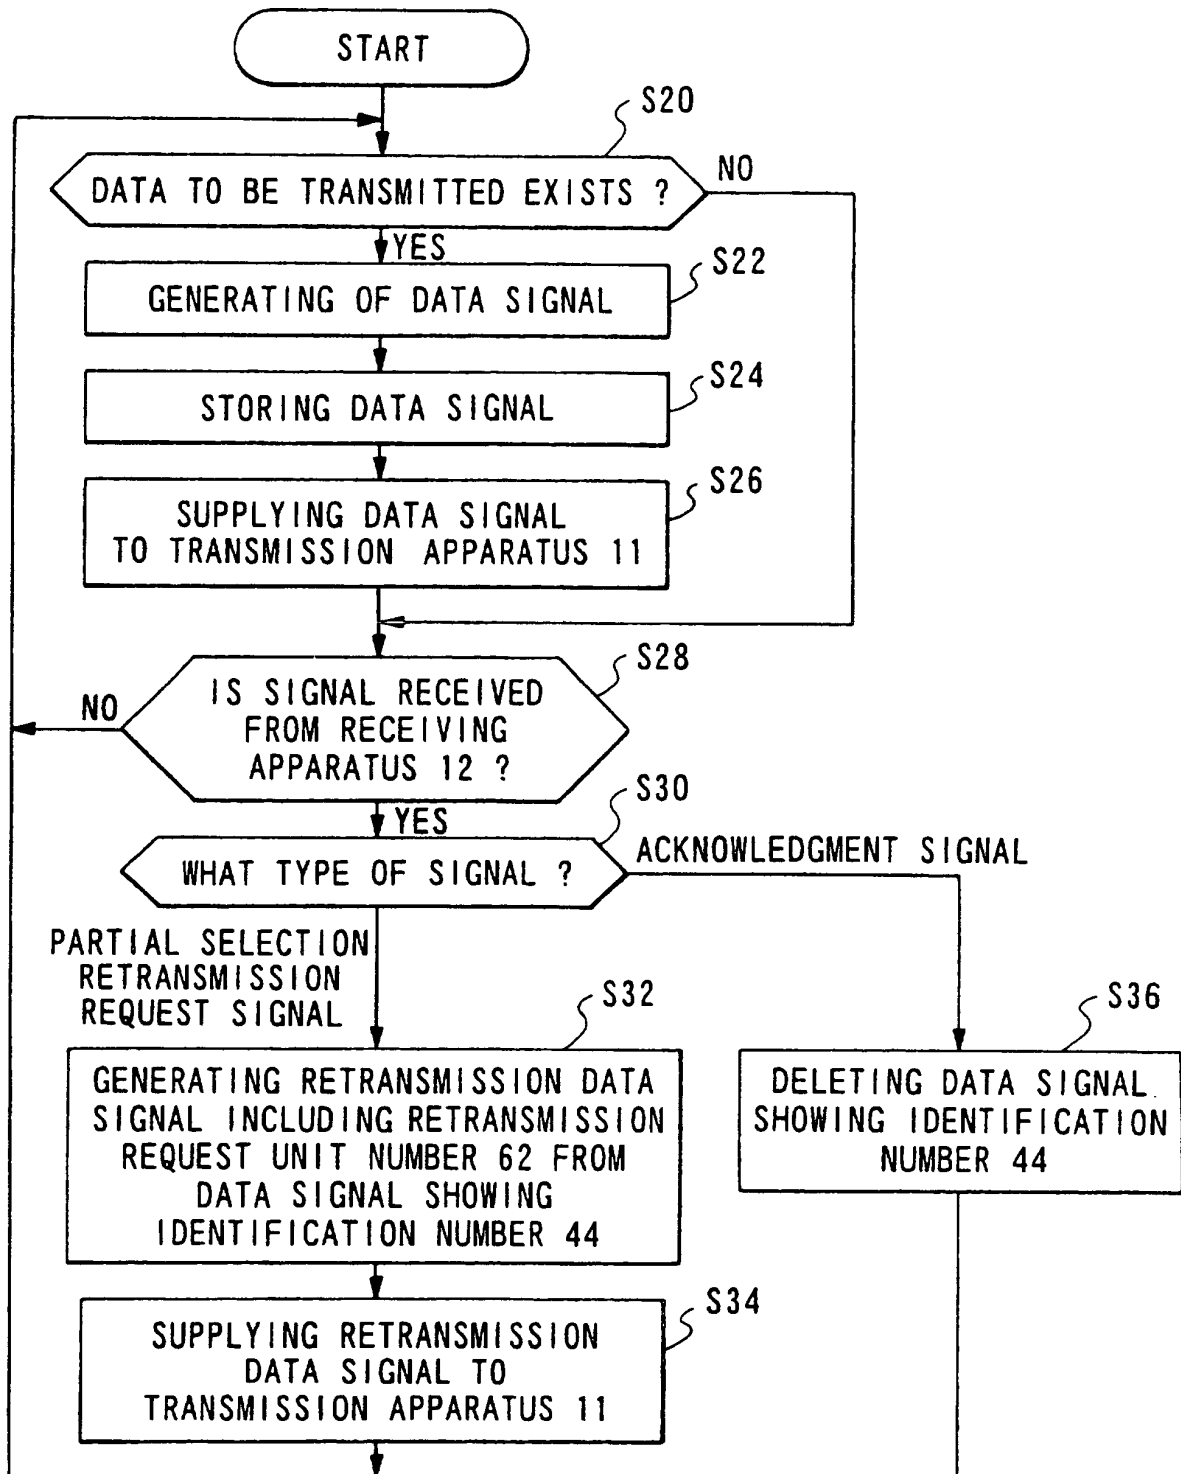 START
S20
DATA TO BE TRANSMITTED EXISTS ?
NO
YES
S22
GENERATING OF DATA SIGNAL
S24
STORING DATA SIGNAL
S26
SUPPLYING DATA SIGNAL
TO TRANSMISSION APPARATUS 11
S28
IS SIGNAL RECEIVED
FROM RECEIVING
APPARATUS 12 ?
NO
YES
S30
WHAT TYPE OF SIGNAL ?
ACKNOWLEDGMENT SIGNAL
PARTIAL SELECTION
RETRANSMISSION
REQUEST SIGNAL
S32
GENERATING RETRANSMISSION DATA
SIGNAL INCLUDING RETRANSMISSION
REQUEST UNIT NUMBER 62 FROM
DATA SIGNAL SHOWING
IDENTIFICATION NUMBER 44
S36
DELETING DATA SIGNAL
SHOWING IDENTIFICATION
NUMBER 44
S34
SUPPLYING RETRANSMISSION
DATA SIGNAL TO
TRANSMISSION APPARATUS 11